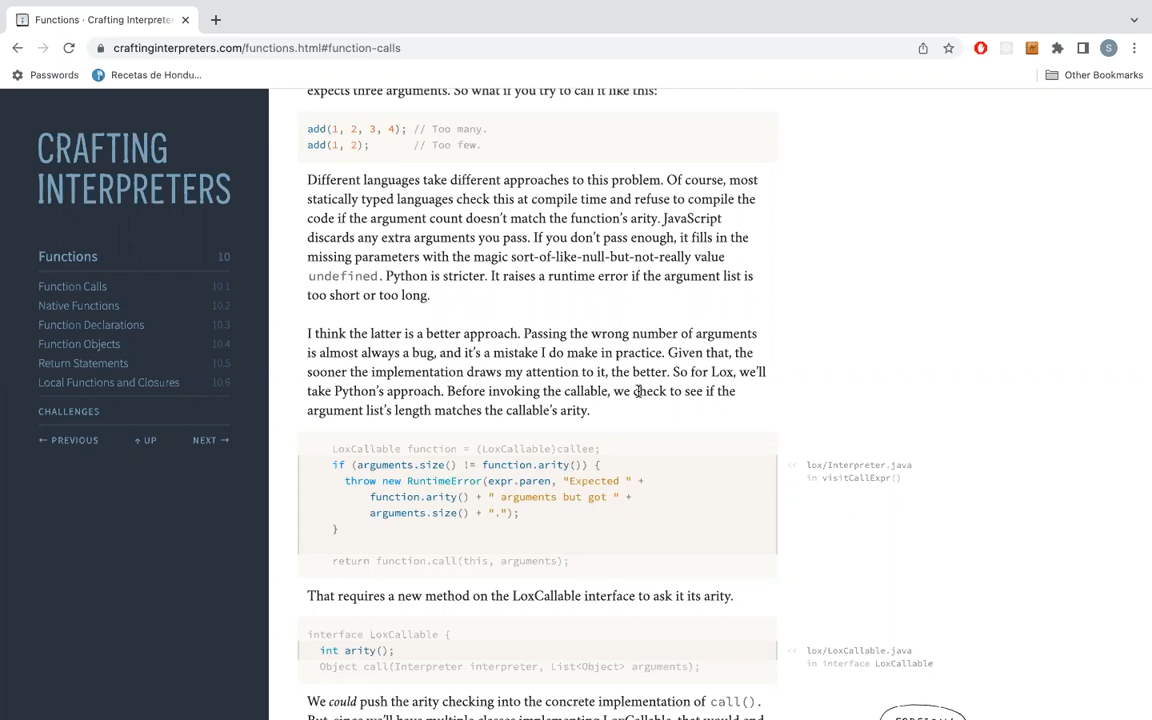 Functions · Crafting Interprete
craftinginterpreters.com/functions.html#function-calls
S
Passwords
Recetas de Hondu...
Other Bookmarks
CRAFTING
INTERPRETERS
Functions 10
Function Calls 10.1
Native Functions 10.2
Function Declarations 10.3
Function Objects 10.4
Return Statements 10.5
Local Functions and Closures 10.6
CHALLENGES
← PREVIOUS ↑ UP NEXT →
expects three arguments. So what if you try to call it like this:
add(1, 2, 3, 4); // Too many.
add(1, 2);       // Too few.
Different languages take different approaches to this problem. Of course, most
statically typed languages check this at compile time and refuse to compile the
code if the argument count doesn't match the function's arity. JavaScript
discards any extra arguments you pass. If you don't pass enough, it fills in the
missing parameters with the magic sort-of-like-null-but-not-really value
undefined. Python is stricter. It raises a runtime error if the argument list is
too short or too long.
I think the latter is a better approach. Passing the wrong number of arguments
is almost always a bug, and it's a mistake I do make in practice. Given that, the
sooner the implementation draws my attention to it, the better. So for Lox, we'll
take Python's approach. Before invoking the callable, we check to see if the
argument list's length matches the callable's arity.
LoxCallable function = (LoxCallable)callee;
if (arguments.size() != function.arity()) {
throw new RuntimeError(expr.paren, "Expected " +
function.arity() + " arguments but got " +
arguments.size() + ".");
}
return function.call(this, arguments);
<< lox/Interpreter.java
in visitCallExpr()
That requires a new method on the LoxCallable interface to ask it its arity.
interface LoxCallable {
int arity();
Object call(Interpreter interpreter, List<Object> arguments);
<< lox/LoxCallable.java
in interface LoxCallable
We could push the arity checking into the concrete implementation of call().
But, since we'll have multiple classes implementing LoxCallable, that would end